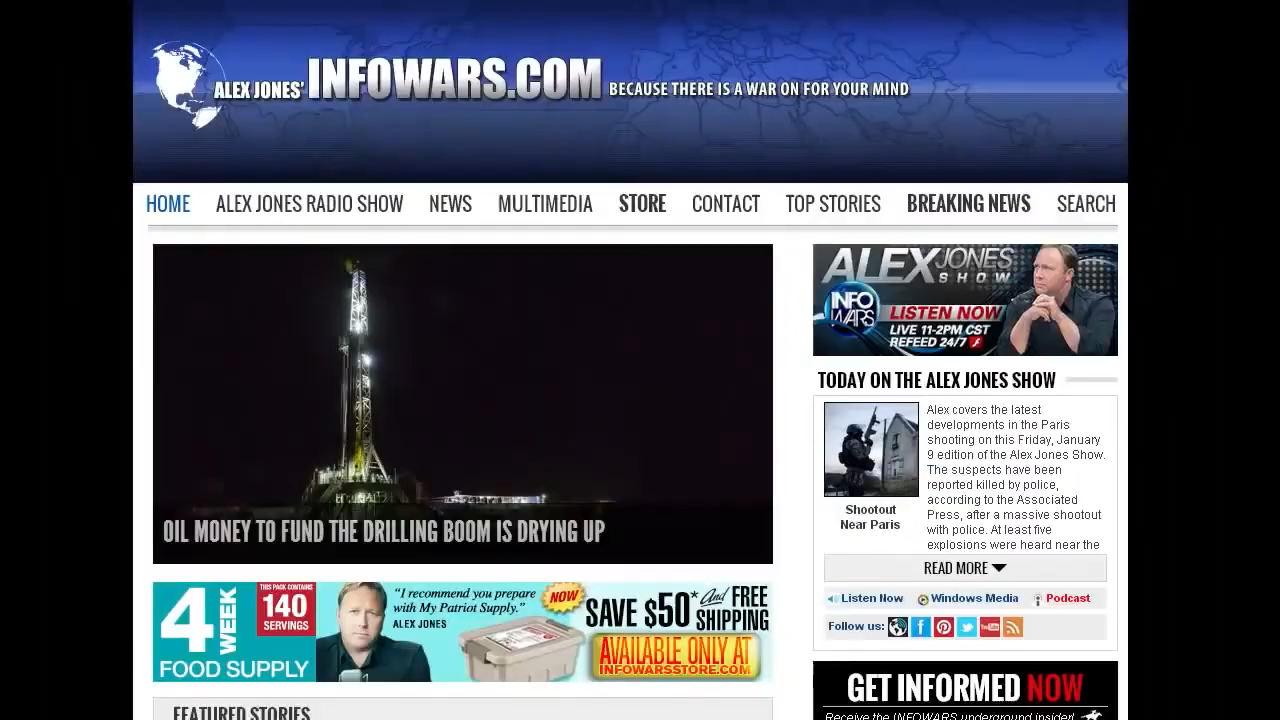 ALEX JONES' INFOWARS.COM BECAUSE THERE IS A WAR ON FOR YOUR MIND
HOME ALEX JONES RADIO SHOW NEWS MULTIMEDIA STORE CONTACT TOP STORIES BREAKING NEWS SEARCH
OIL MONEY TO FUND THE DRILLING BOOM IS DRYING UP
4 WEEK
FOOD SUPPLY
THIS PACK CONTAINS
140
SERVINGS
“I recommend you prepare
with My Patriot Supply.”
ALEX JONES
NOW
SAVE $50* And FREE
SHIPPING
AVAILABLE ONLY AT
INFOWARSSTORE.COM
FEATURED STORIES
ALEX JONES
SHOW
INFO
WARS
LISTEN NOW
LIVE 11-2PM CST
REFEED 24/7
TODAY ON THE ALEX JONES SHOW
Shootout
Near Paris
Alex covers the latest
developments in the Paris
shooting on this Friday, January
9 edition of the Alex Jones Show.
The suspects have been
reported killed by police,
according to the Associated
Press, after a massive shootout
with police. At least five
explosions were heard near the
READ MORE
Listen Now Windows Media Podcast
Follow us:
GET INFORMED NOW
Receive the INFOWARS underground insider!